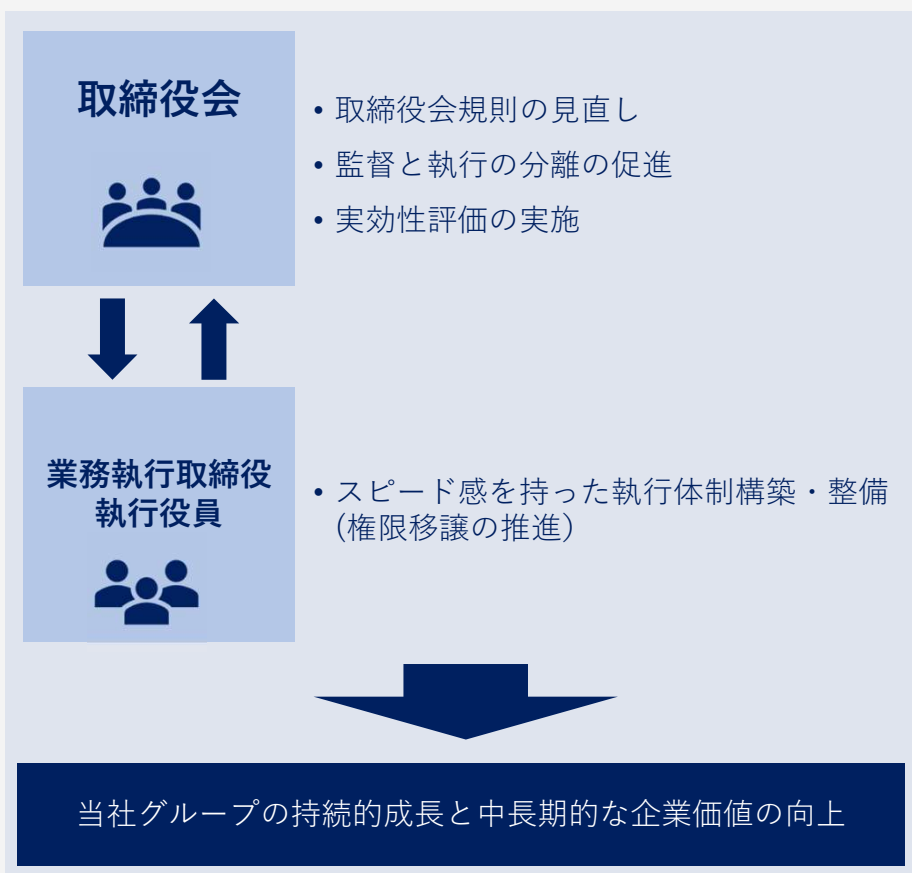 取締役会
• 取締役会規則の見直し
• 監督と執行の分離の促進
• 実効性評価の実施
業務執行取締役
執行役員
• スピード感を持った執行体制構築・整備
(権限移譲の推進)
当社グループの持続的成長と中長期的な企業価値の向上